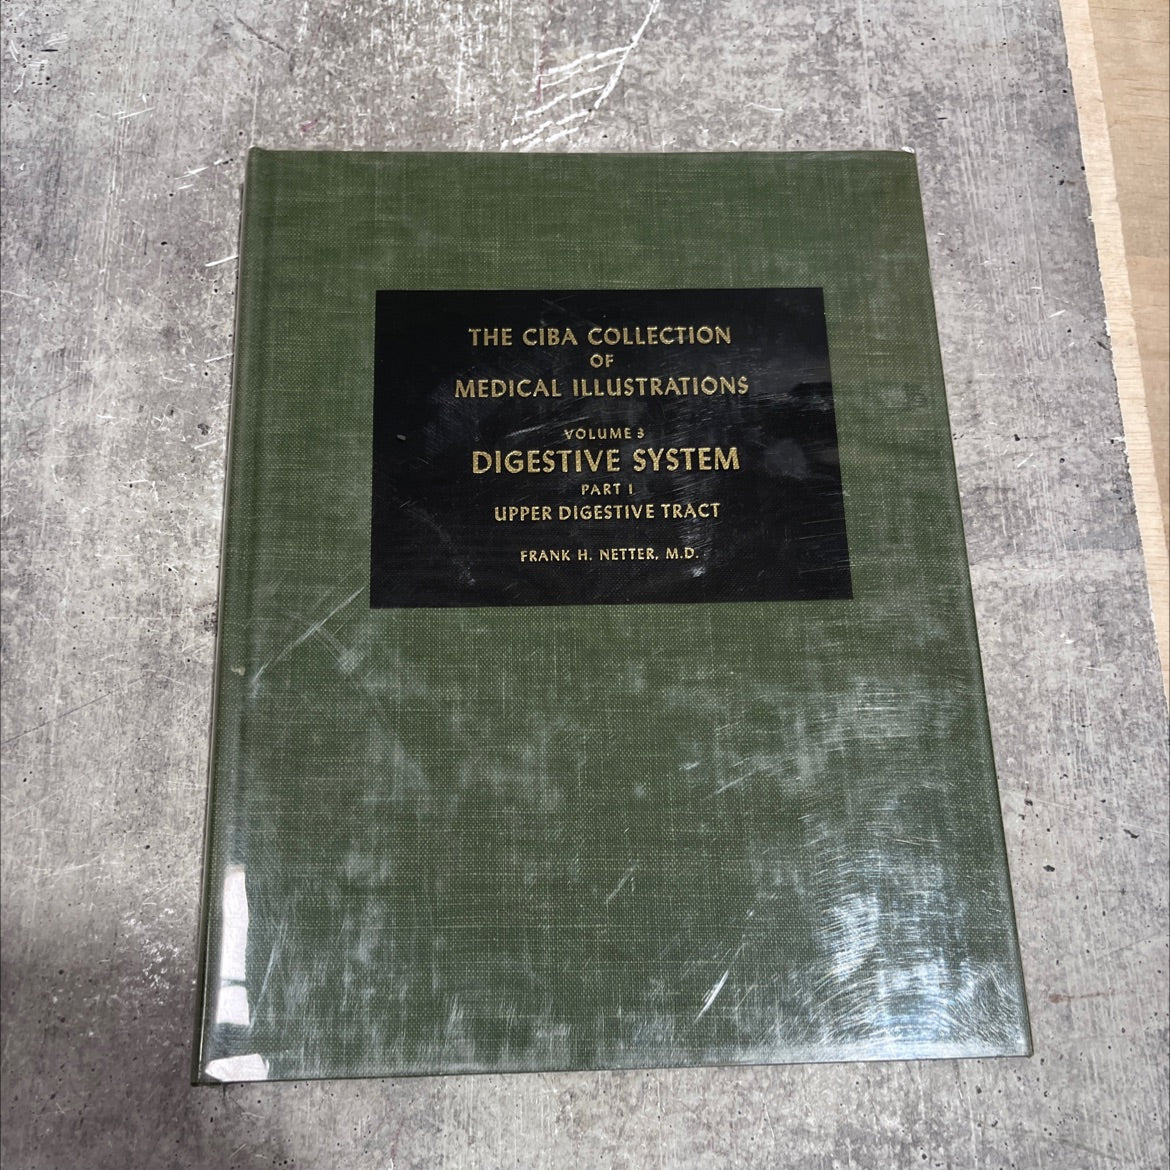 THE CIBA COLLECTION
OF
MEDICAL ILLUSTRATIONS
VOLUME 3
DIGESTIVE SYSTEM
PART I
UPPER DIGESTIVE TRACT
FRANK H. NETTER, M.D.